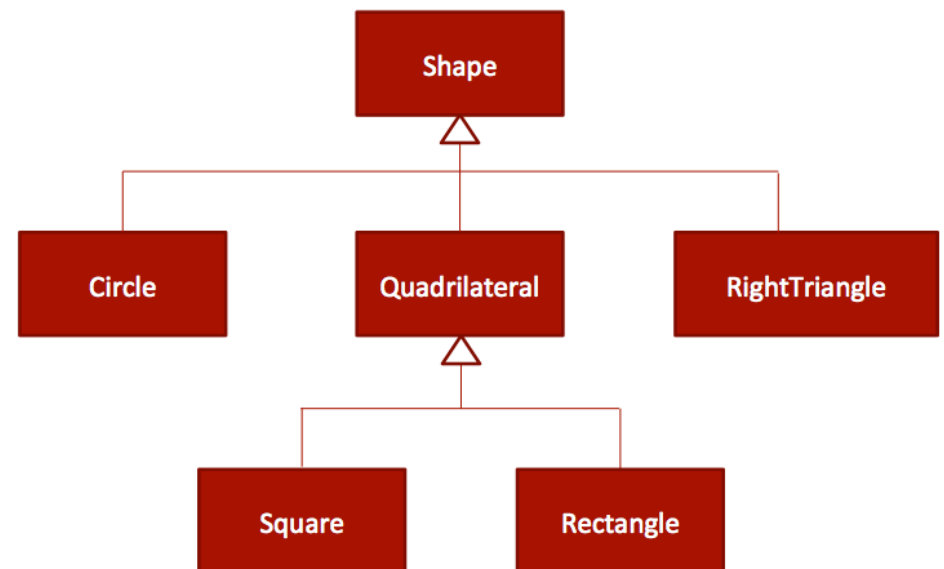 Shape
Circle
Quadrilateral
RightTriangle
Square
Rectangle